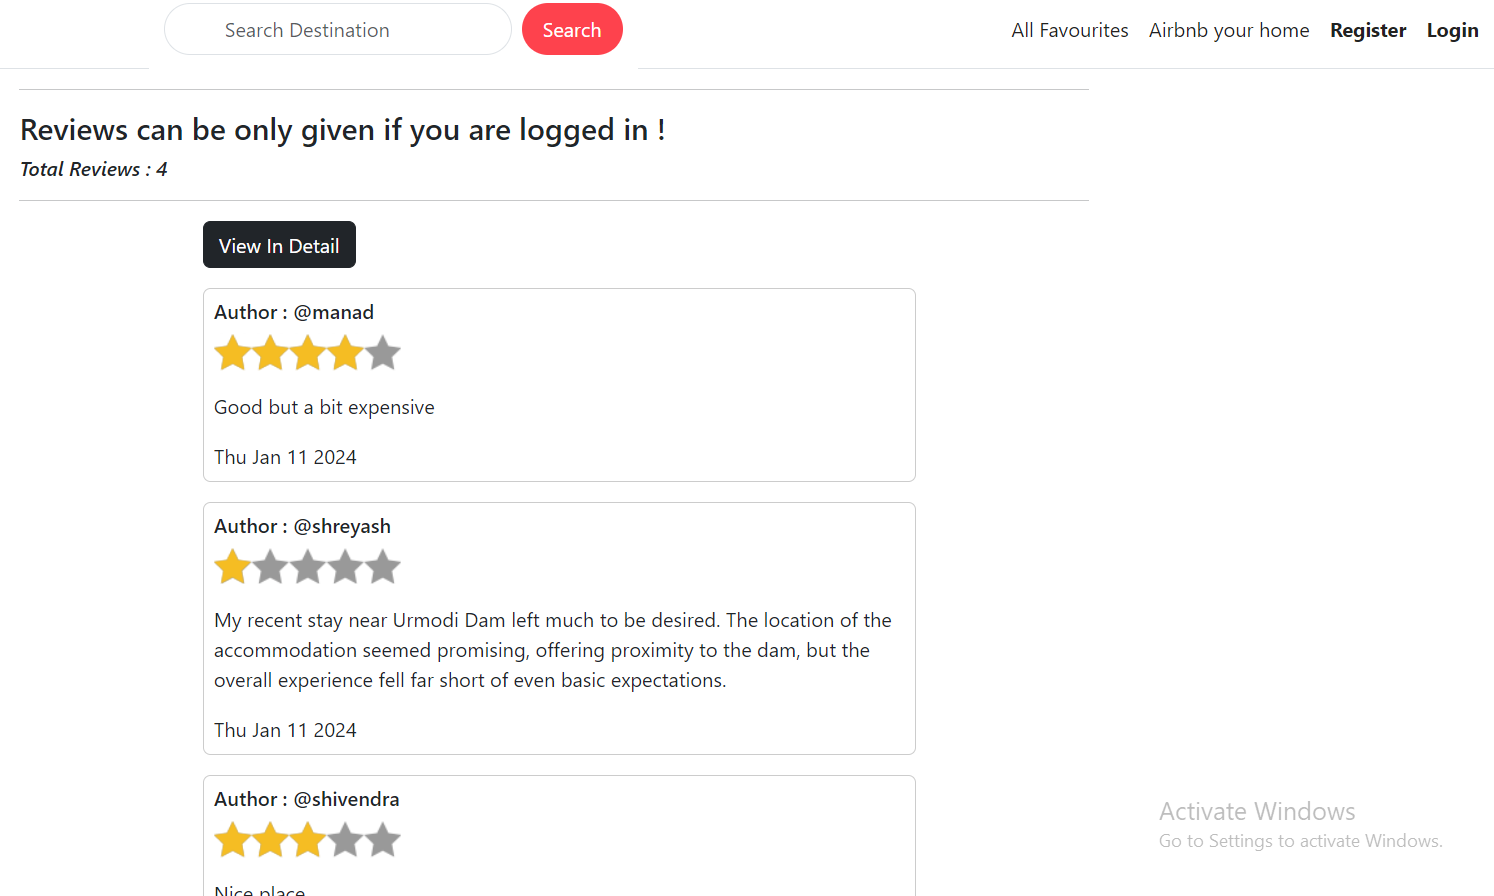 Search Destination
Search
All Favourites
Airbnb your home
Register
Login
Reviews can be only given if you are logged in !
Total Reviews : 4
View In Detail
Author : @manad
Good but a bit expensive
Thu Jan 11 2024
Author : @shreyash
My recent stay near Urmodi Dam left much to be desired. The location of the
accommodation seemed promising, offering proximity to the dam, but the
overall experience fell far short of even basic expectations.
Thu Jan 11 2024
Author : @shivendra
Nice place
Activate Windows
Go to Settings to activate Windows.